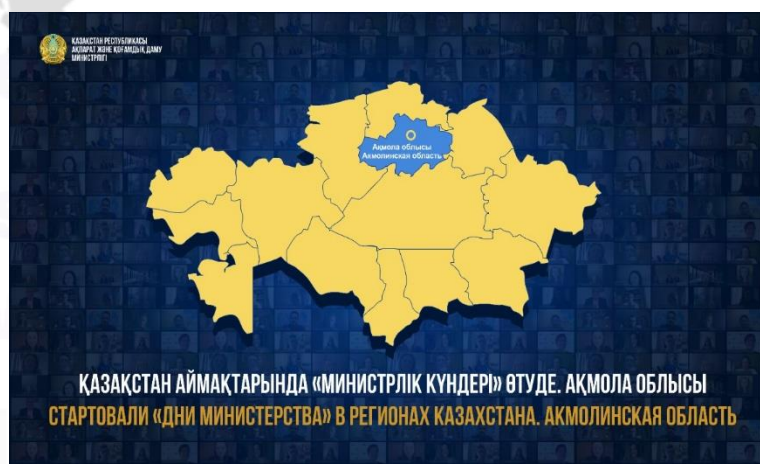 ҚАЗАҚСТАН РЕСПУБЛИКАСЫ
АҚПАРАТ ЖӘНЕ ҚОҒАМДЫҚ ДАМУ
МИНИСТРЛІГІ
Ақмола облысы
Акмолинская область
ҚАЗАҚСТАН АЙМАҚТАРЫНДА «МИНИСТРЛІК КҮНДЕРІ» ӨТУДЕ. АҚМОЛА ОБЛЫСЫ
СТАРТОВАЛИ «ДНИ МИНИСТЕРСТВА» В РЕГИОНАХ КАЗАХСТАНА. АКМОЛИНСКАЯ ОБЛАСТЬ